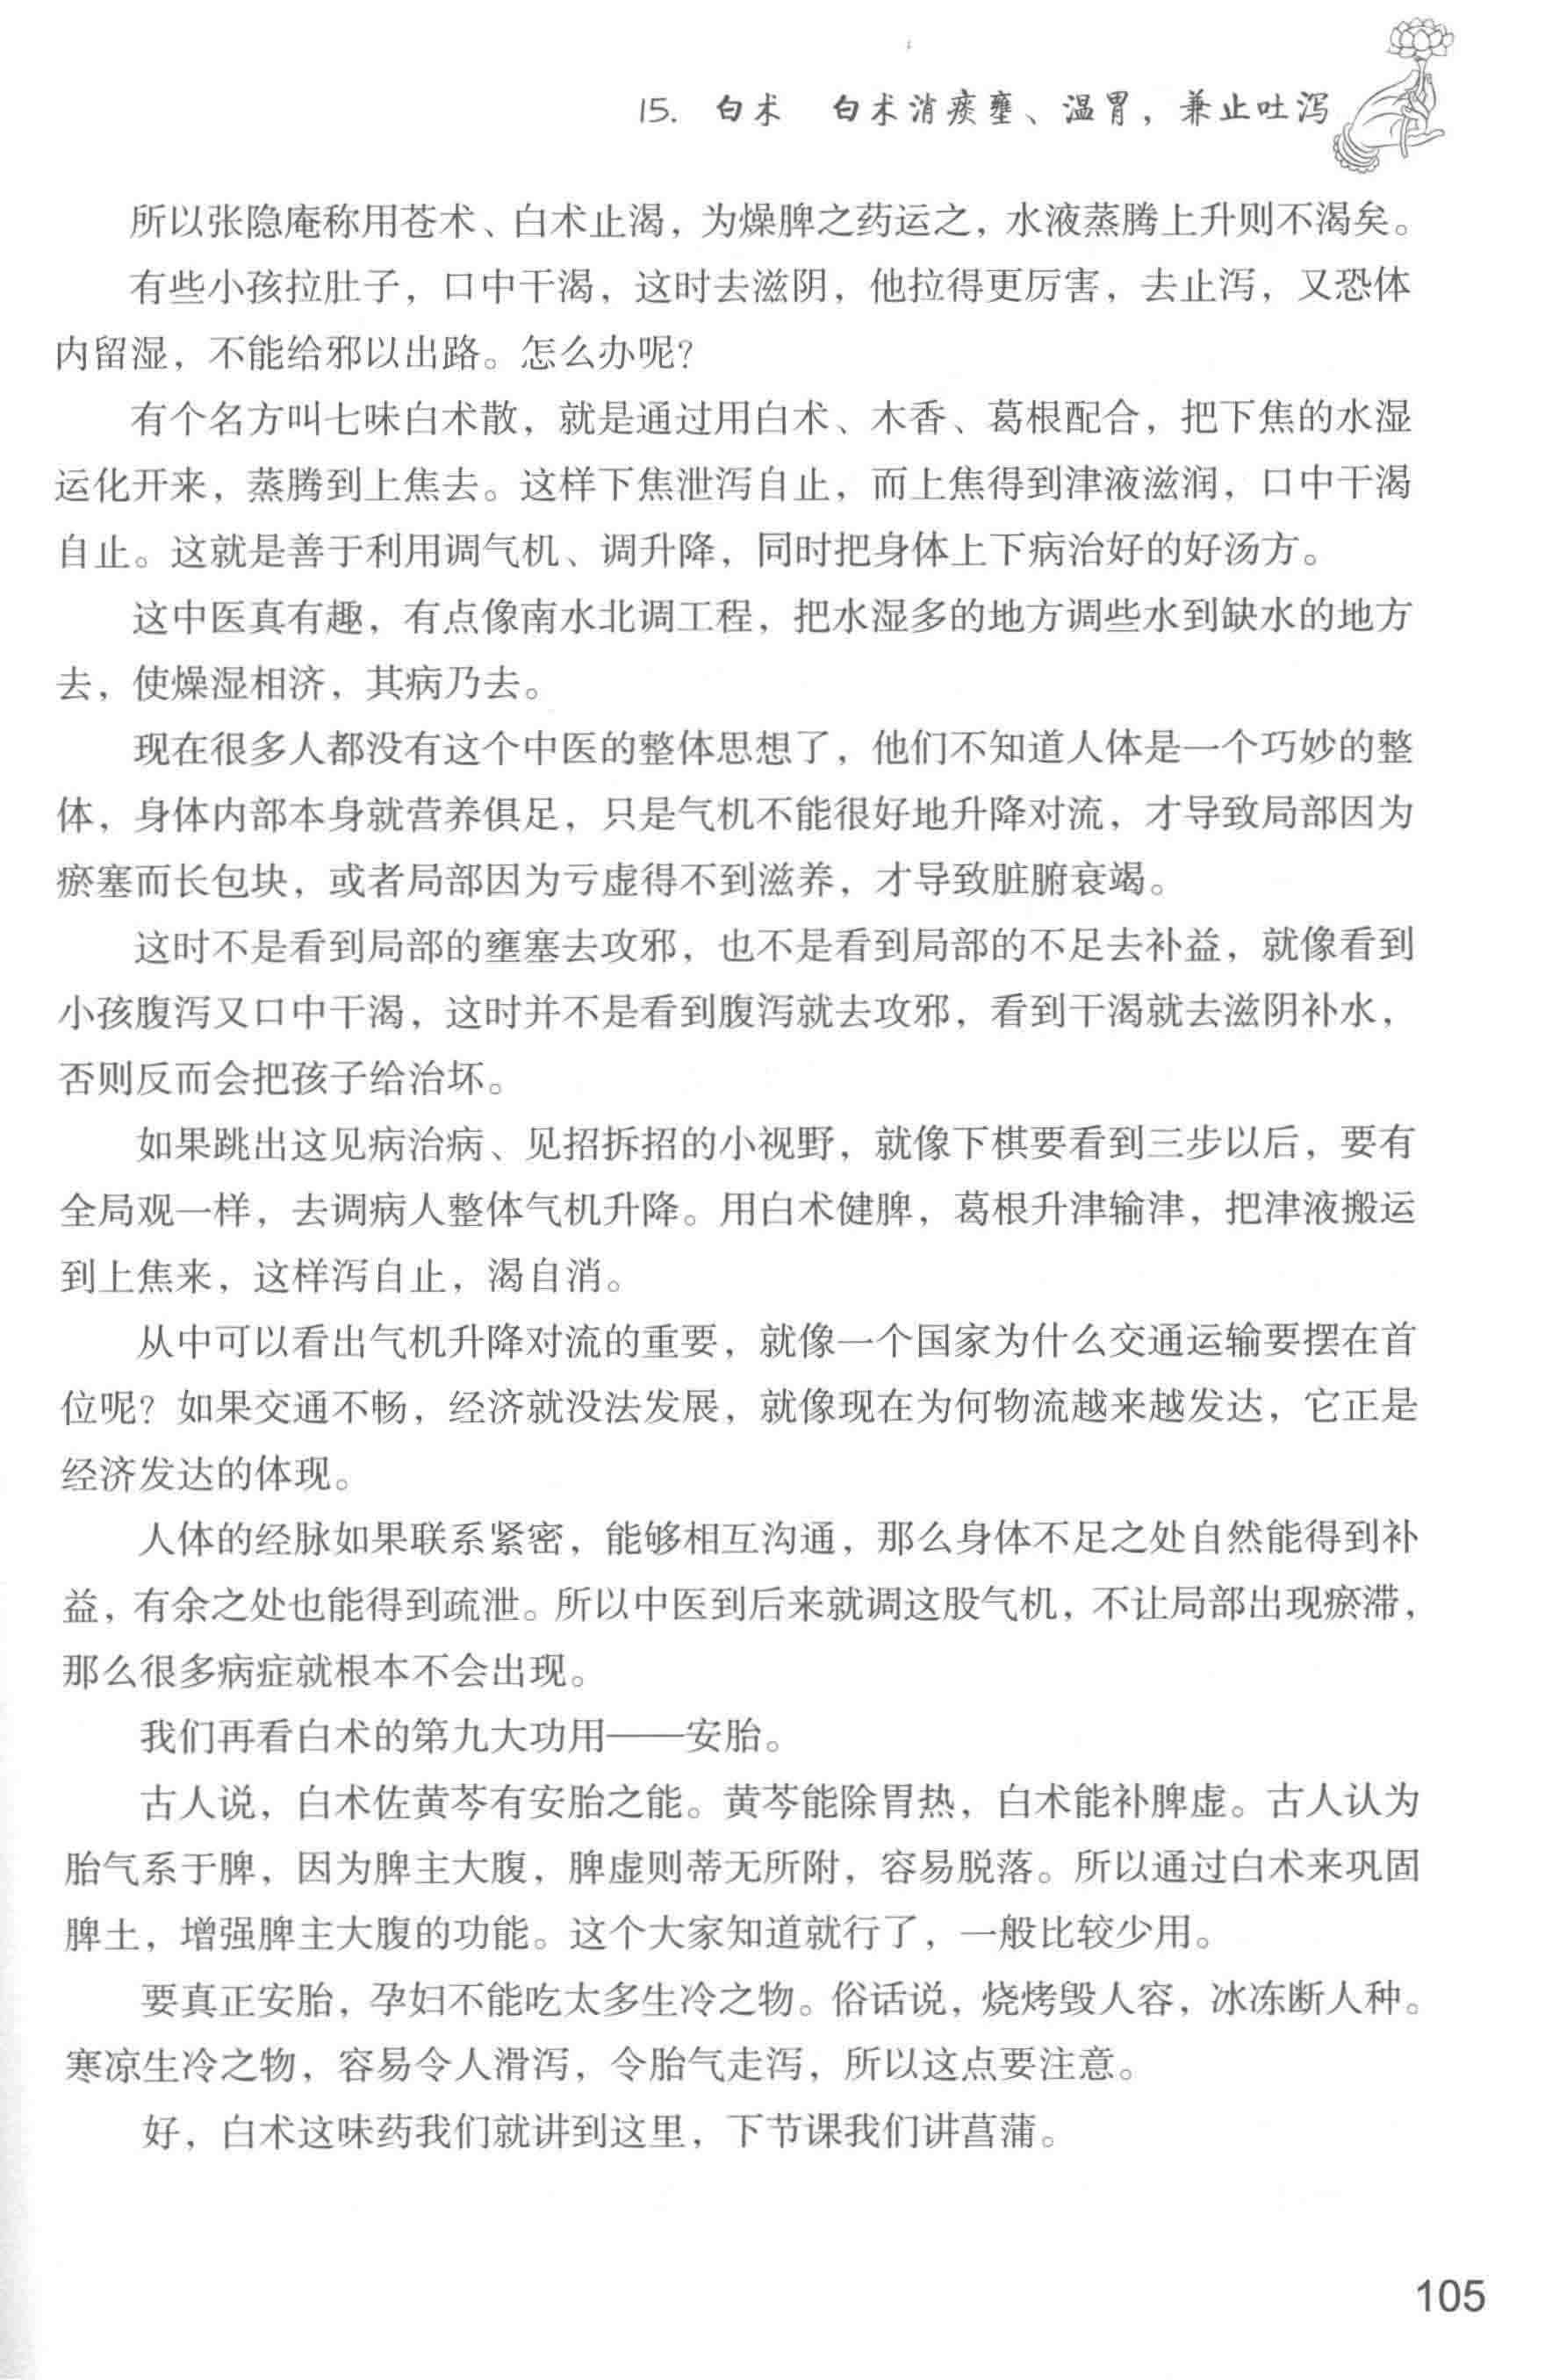 15. 白术　白术消痰壅、温胃，兼止吐泻
所以张隐庵称用苍术、白术止渴，为燥脾之药运之，水液蒸腾上升则不渴矣。
有些小孩拉肚子，口中干渴，这时去滋阴，他拉得更厉害，去止泻，又恐体
内留湿，不能给邪以出路。怎么办呢？
有个名方叫七味白术散，就是通过用白术、木香、葛根配合，把下焦的水湿
运化开来，蒸腾到上焦去。这样下焦泄泻自止，而上焦得到津液滋润，口中干渴
自止。这就是善于利用调气机、调升降，同时把身体上下病治好的好汤方。
这中医真有趣，有点像南水北调工程，把水湿多的地方调些水到缺水的地方
去，使燥湿相济，其病乃去。
现在很多人都没有这个中医的整体思想了，他们不知道人体是一个巧妙的整
体，身体内部本身就营养俱足，只是气机不能很好地升降对流，才导致局部因为
瘀塞而长包块，或者局部因为亏虚得不到滋养，才导致脏腑衰竭。
这时不是看到局部的壅塞去攻邪，也不是看到局部的不足去补益，就像看到
小孩腹泻又口中干渴，这时并不是看到腹泻就去攻邪，看到干渴就去滋阴补水，
否则反而会把孩子给治坏。
如果跳出这见病治病、见招拆招的小视野，就像下棋要看到三步以后，要有
全局观一样，去调病人整体气机升降。用白术健脾，葛根升津输津，把津液搬运
到上焦来，这样泻自止，渴自消。
从中可以看出气机升降对流的重要，就像一个国家为什么交通运输要摆在首
位呢？如果交通不畅，经济就没法发展，就像现在为何物流越来越发达，它正是
经济发达的体现。
人体的经脉如果联系紧密，能够相互沟通，那么身体不足之处自然能得到补
益，有余之处也能得到疏泄。所以中医到后来就调这股气机，不让局部出现瘀滞，
那么很多病症就根本不会出现。
我们再看白术的第九大功用——安胎。
古人说，白术佐黄芩有安胎之能。黄芩能除胃热，白术能补脾虚。古人认为
胎气系于脾，因为脾主大腹，脾虚则蒂无所附，容易脱落。所以通过白术来巩固
脾土，增强脾主大腹的功能。这个大家知道就行了，一般比较少用。
要真正安胎，孕妇不能吃太多生冷之物。俗话说，烧烤毁人容，冰冻断人种。
寒凉生冷之物，容易令人滑泻，令胎气走泻，所以这点要注意。
好，白术这味药我们就讲到这里，下节课我们讲菖蒲。
105